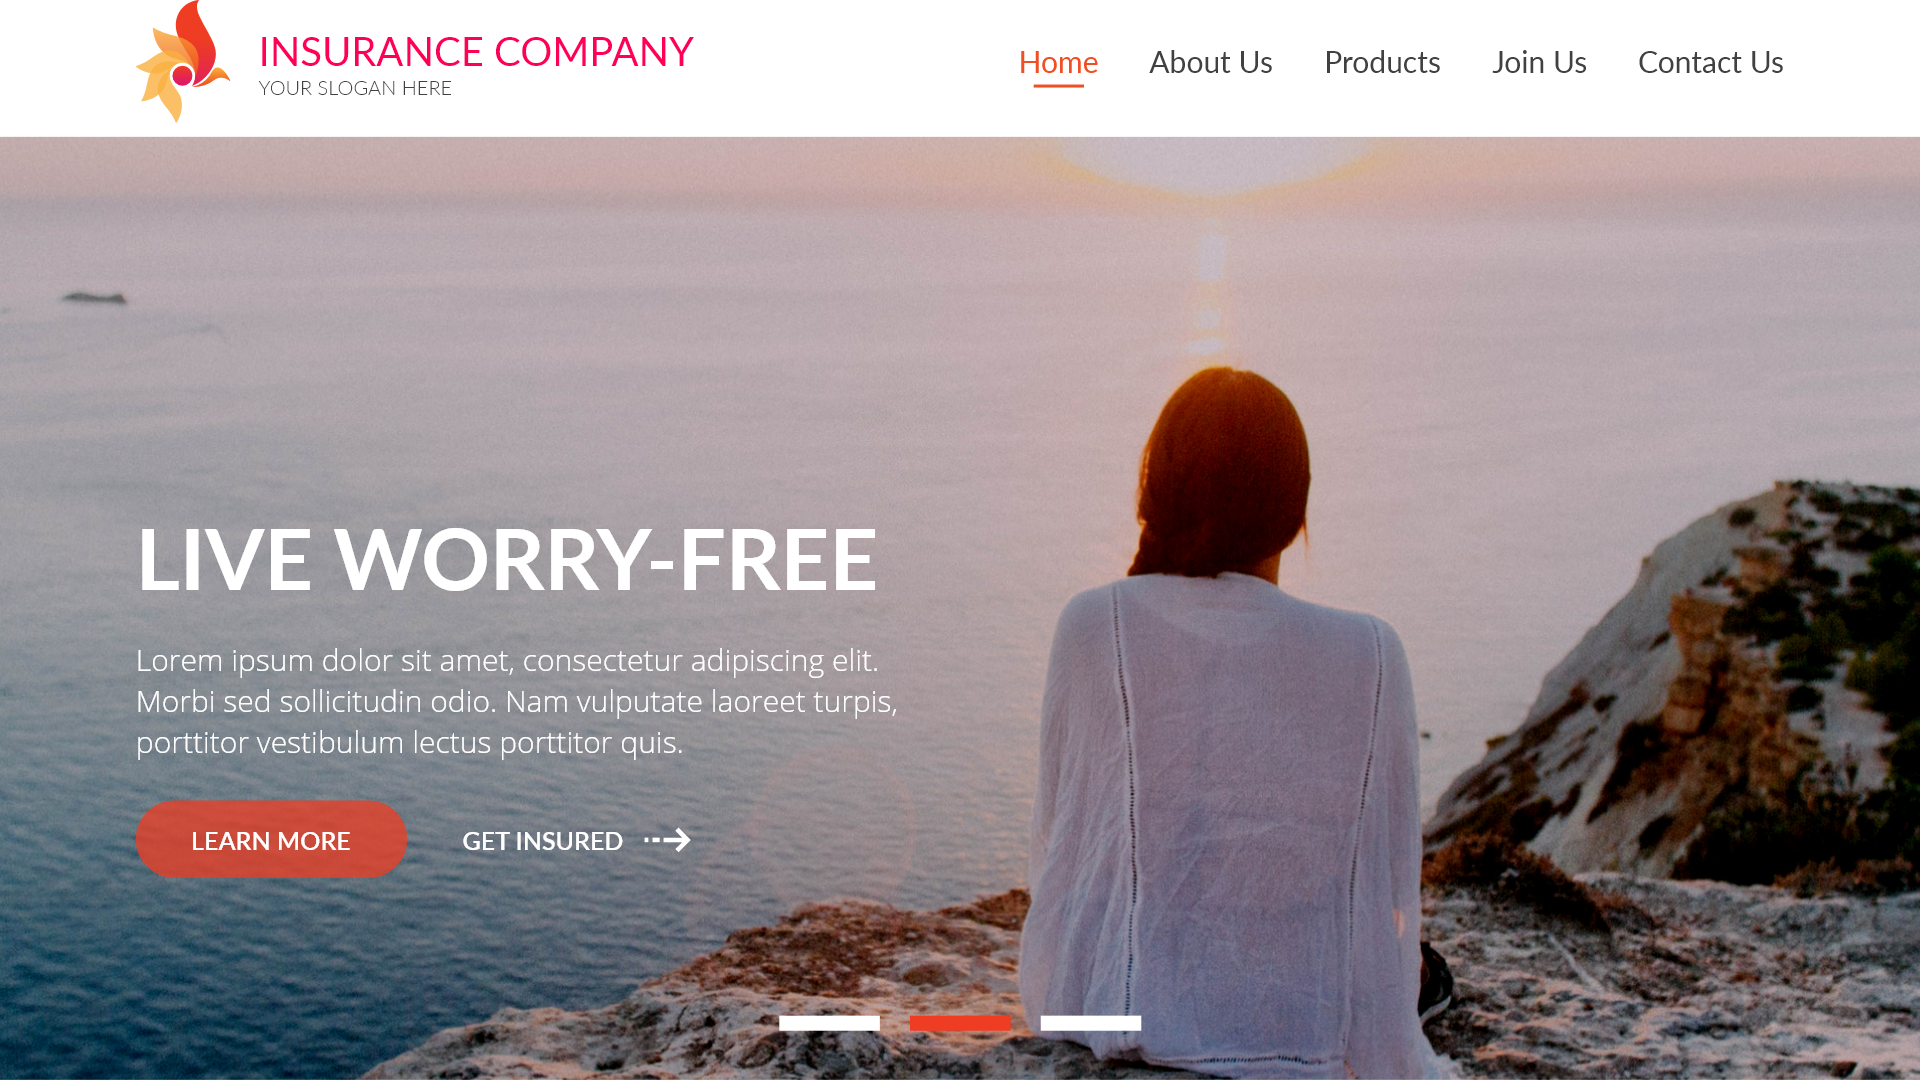 INSURANCE COMPANY
YOUR SLOGAN HERE
Home About Us Products Join Us Contact Us
LIVE WORRY-FREE
Lorem ipsum dolor sit amet, consectetur adipiscing elit.
Morbi sed sollicitudin odio. Nam vulputate laoreet turpis,
porttitor vestibulum lectus porttitor quis.
LEARN MORE
GET INSURED